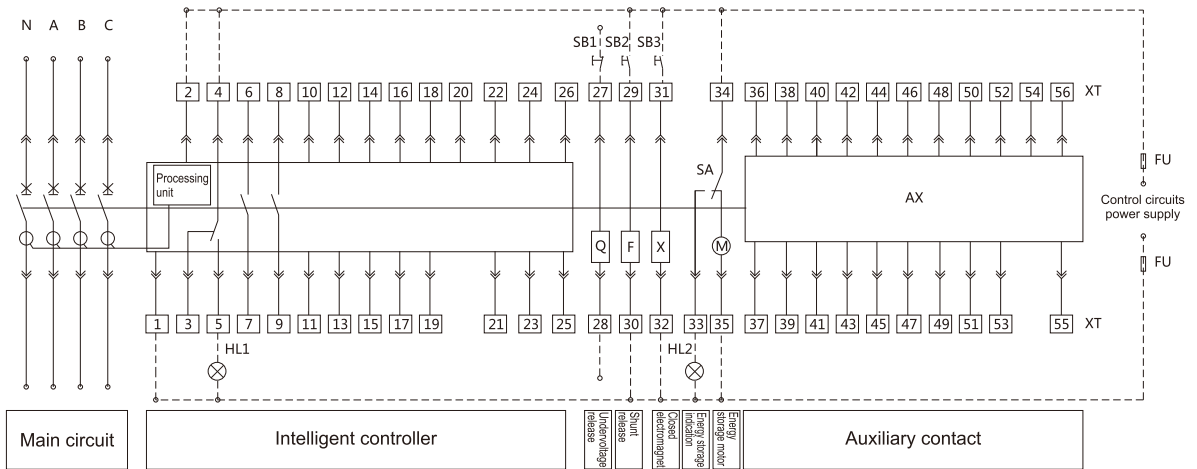 N A B C
SB1 SB2 SB3
2 4 6 8 10 12 14 16 18 20 22 24 26 27 29 31 34 36 38 40 42 44 46 48 50 52 54 56 XT
Processing
unit
SA
AX
FU
Control circuits
power supply
FU
Q F X M
1 3 5 7 9 11 13 15 17 19 21 23 25 28 30 32 33 35 37 39 41 43 45 47 49 51 53 55 XT
HL1 HL2
Main circuit
Intelligent controller
Undervoltage
release
Shunt
release
Closed
electromagnet
Energy storage
indication
Energy
storage motor
Auxiliary contact